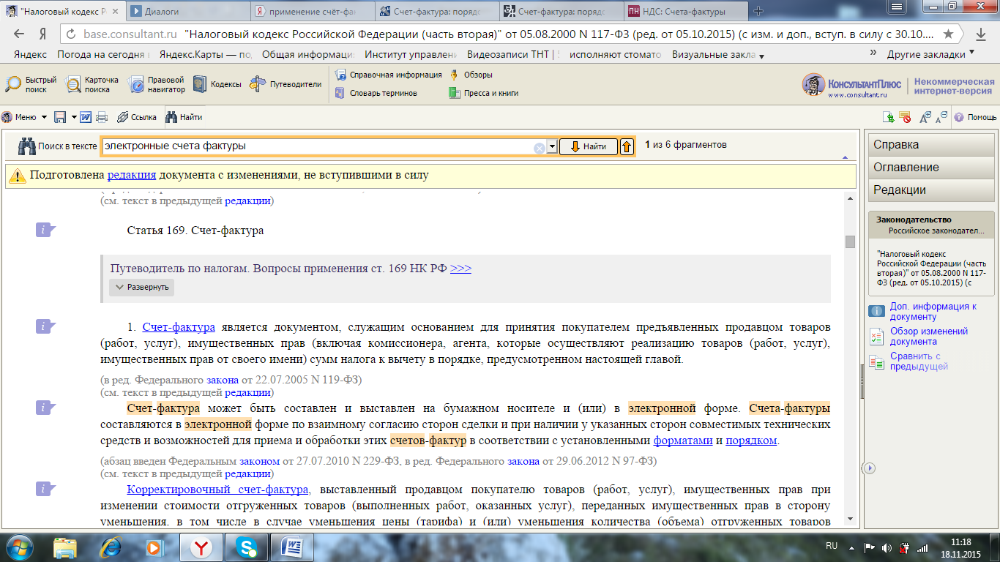 "Налоговый кодекс Р
Диалоги
применение счёт-фак
Счет-фактура: порядо
Счет-фактура: порядо
НДС: Счета-фактуры
base.consultant.ru "Налоговый кодекс Российской Федерации (часть вторая)" от 05.08.2000 N 117-ФЗ (ред. от 05.10.2015) (с изм. и доп., вступ. в силу с 30.10....
Яндекс Погода на сегодня Яндекс.Карты — по Общая информаци Институт управлени Видеозаписи ТНТ | исполняют стомато Визуальные закла » Другие закладки
Быстрый поиск
Карточка поиска
Правовой навигатор
Кодексы
Путеводители
Справочная информация
Обзоры
Словарь терминов
Пресса и книги
КонсультантПлюс
www.consultant.ru
Некоммерческая
интернет-версия
Меню Ссылка Найти Помощь
Поиск в тексте электронные счета фактуры Найти 1 из 6 фрагментов
Подготовлена редакция документа с изменениями, не вступившими в силу
(см. текст в предыдущей редакции)
Статья 169. Счет-фактура
Путеводитель по налогам. Вопросы применения ст. 169 НК РФ >>>
Развернуть
1. Счет-фактура является документом, служащим основанием для принятия покупателем предъявленных продавцом товаров
(работ, услуг), имущественных прав (включая комиссионера, агента, которые осуществляют реализацию товаров (работ, услуг),
имущественных прав от своего имени) сумм налога к вычету в порядке, предусмотренном настоящей главой.
(в ред. Федерального закона от 22.07.2005 N 119-ФЗ)
(см. текст в предыдущей редакции)
Счет-фактура может быть составлен и выставлен на бумажном носителе и (или) в электронной форме. Счета-фактуры
составляются в электронной форме по взаимному согласию сторон сделки и при наличии у указанных сторон совместимых технических
средств и возможностей для приема и обработки этих счетов-фактур в соответствии с установленными форматами и порядком.
(абзац введен Федеральным законом от 27.07.2010 N 229-ФЗ, в ред. Федерального закона от 29.06.2012 N 97-ФЗ)
(см. текст в предыдущей редакции)
Корректировочный счет-фактура, выставленный продавцом покупателю товаров (работ, услуг), имущественных прав при
изменении стоимости отгруженных товаров (выполненных работ, оказанных услуг), переданных имущественных прав в сторону
уменьшения, в том числе в случае уменьшения цены (тарифа) и (или) уменьшения количества (объема) отгруженных товаров
Справка
Оглавление
Редакции
Законодательство
Российское законодател...
"Налоговый кодекс
Российской Федерации (часть
вторая)" от 05.08.2000 N 117-
ФЗ (ред. от 05.10.2015) (с
Доп. информация к
документу
Обзор изменений
документа
Сравнить с
предыдущей
RU
11:18
18.11.2015